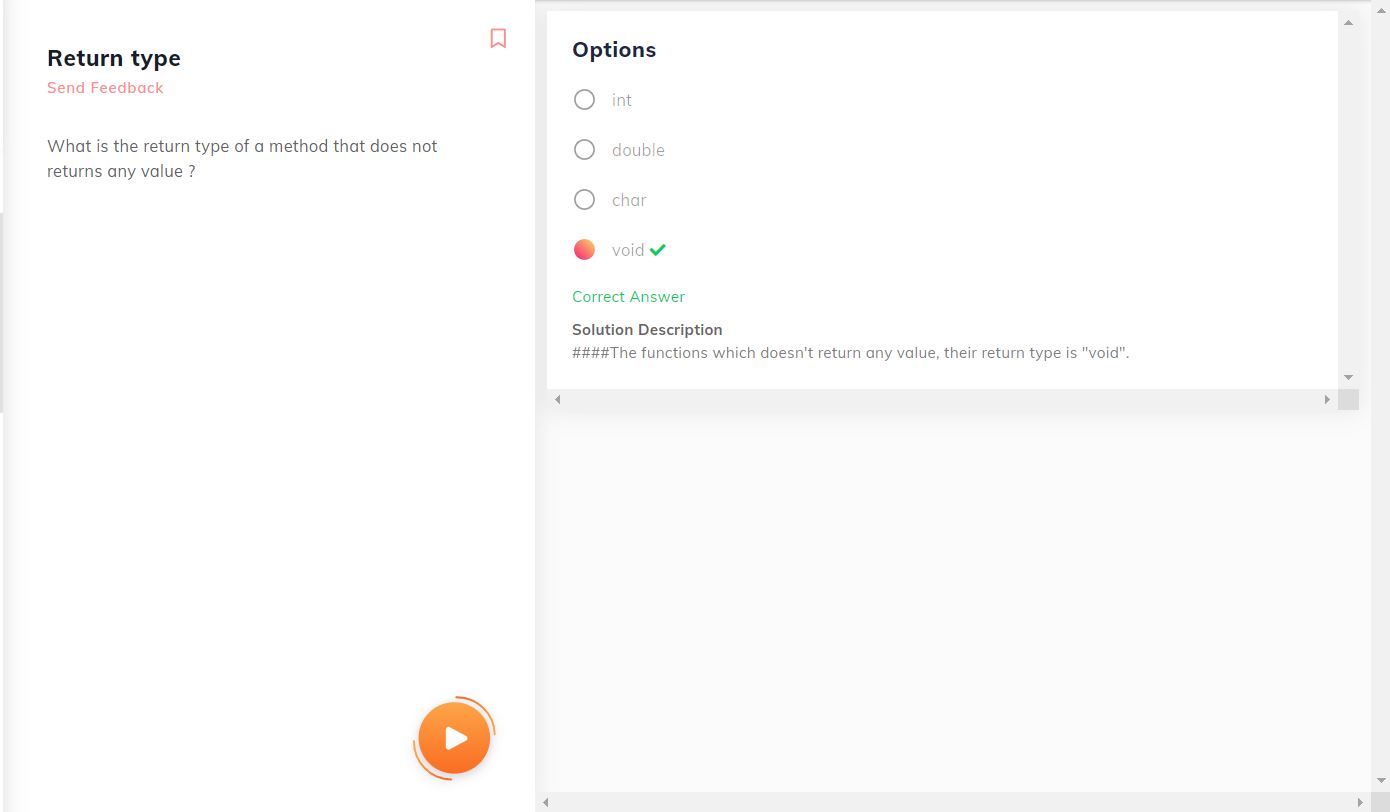 Return type
Send Feedback
What is the return type of a method that does not
returns any value ?
Options
int
double
char
void
Correct Answer
Solution Description
####The functions which doesn't return any value, their return type is "void".